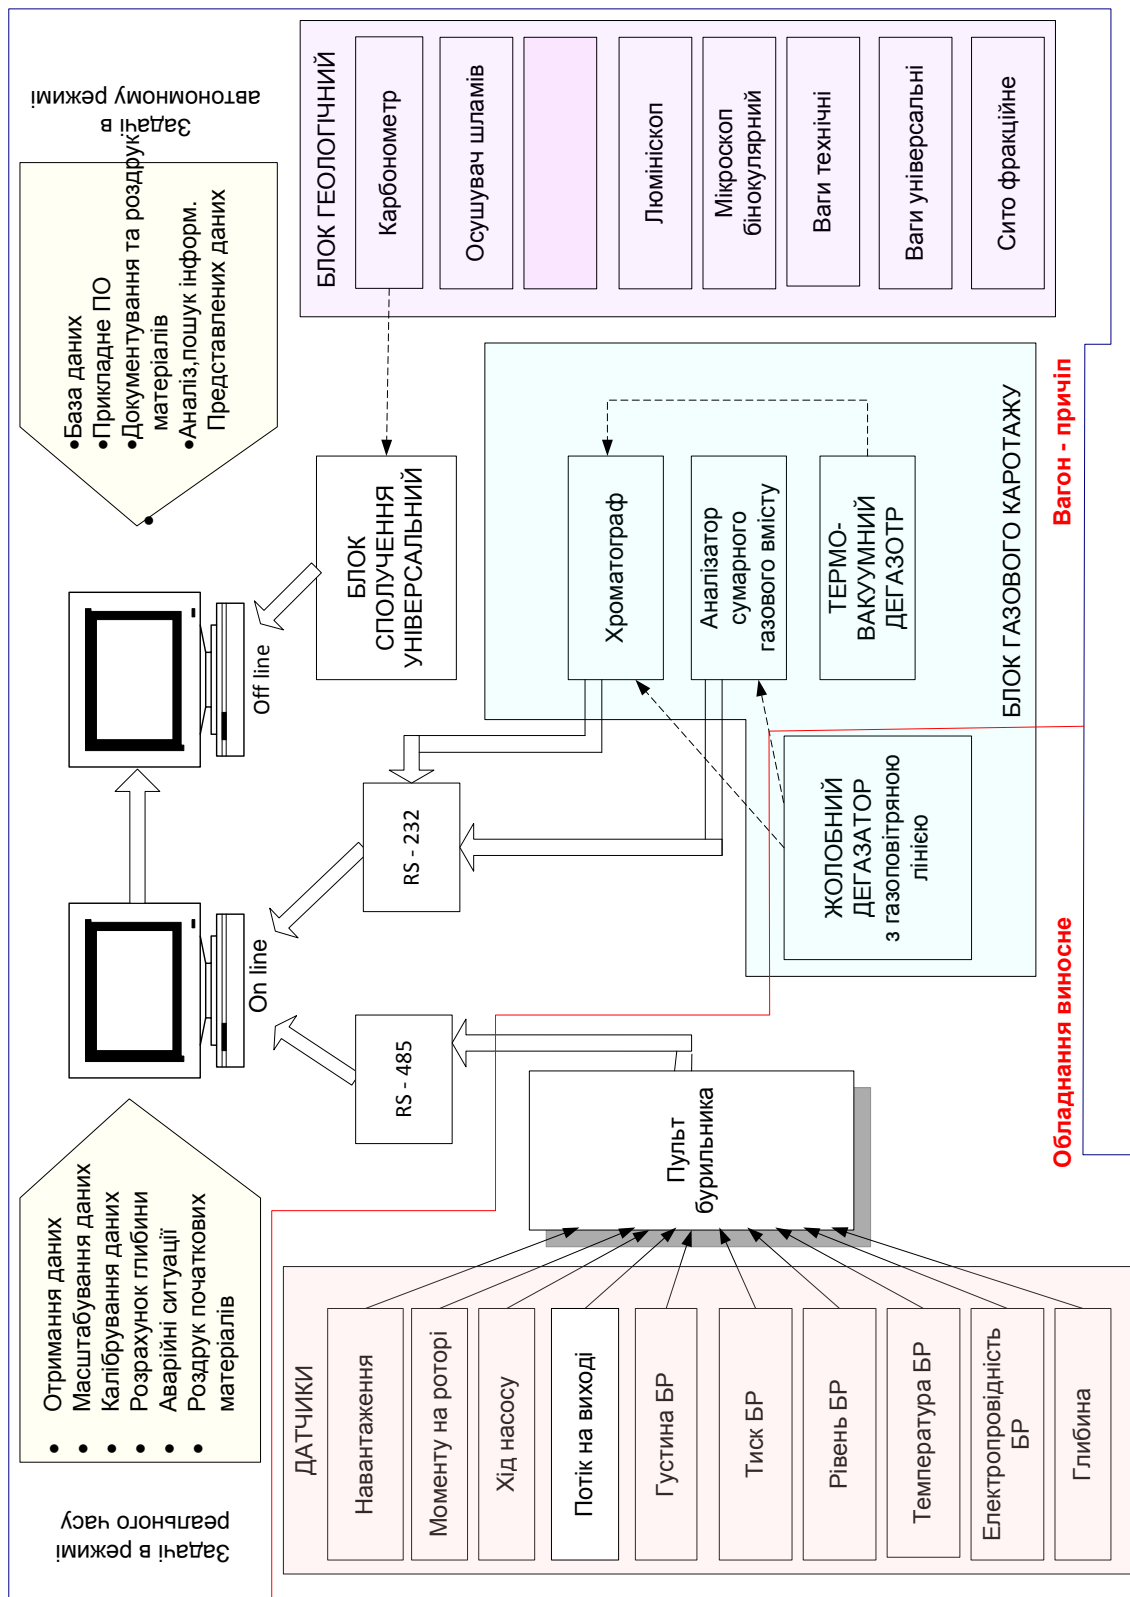 Задачі в режимі
реального часу
Отримання даних
Масштабування даних
Калібрування даних
Розрахунок глибини
Аварійні ситуації
Роздрук початкових
матеріалів
On line
Off line
База даних
Прикладне ПО
Документування та роздрук
матеріалів
Аналіз,пошук інформ.
Представлених даних
Задачі в
автономному режимі
ДАТЧИКИ
Навантаження
Моменту на роторі
Хід насосу
Потік на виході
Густина БР
Тиск БР
Рівень БР
Температура БР
Електропровідність
БР
Глибина
Пульт
бурильника
RS - 485
RS - 232
БЛОК
СПОЛУЧЕННЯ
УНІВЕРСАЛЬНИЙ
Хроматограф
Аналізатор
сумарного
газового вмісту
ТЕРМО-
ВАКУУМНИЙ
ДЕГАЗОТР
ЖОЛОБНИЙ
ДЕГАЗАТОР
з газоповітряною
лінією
БЛОК ГАЗОВОГО КАРОТАЖУ
БЛОК ГЕОЛОГІЧНИЙ
Карбонометр
Осушувач шламів
Люмініскоп
Мікроскоп
бінокулярний
Ваги технічні
Ваги універсальні
Сито фракційне
Обладнання виносне
Вагон - причіп